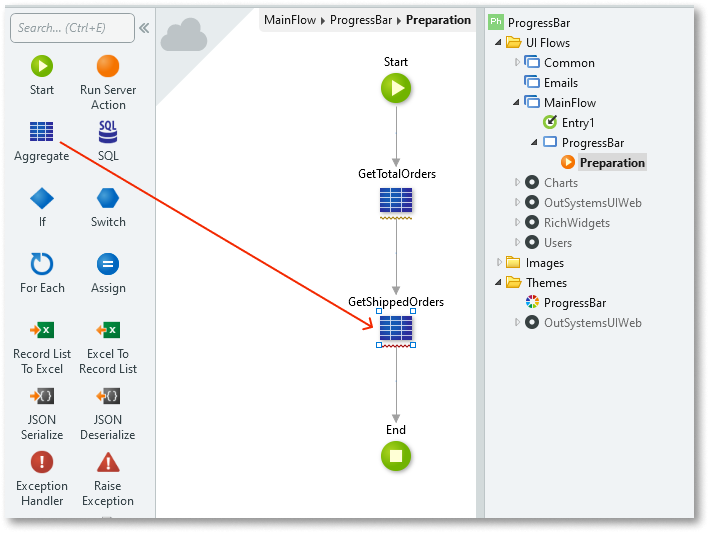 Search... (Ctrl+E)
Start
Run Server
Action
Aggregate
SQL
SQL
If
Switch
For Each
Assign
Record List
To Excel
Excel To
Record List
JSON
Serialize
JSON
Deserialize
Exception
Handler
Raise
Exception
MainFlow ▸ ProgressBar ▸ Preparation
Start
GetTotalOrders
GetShippedOrders
End
Ph ProgressBar
UI Flows
Common
Emails
MainFlow
Entry1
ProgressBar
Preparation
Charts
OutSystemsUIWeb
RichWidgets
Users
Images
Themes
ProgressBar
OutSystemsUIWeb